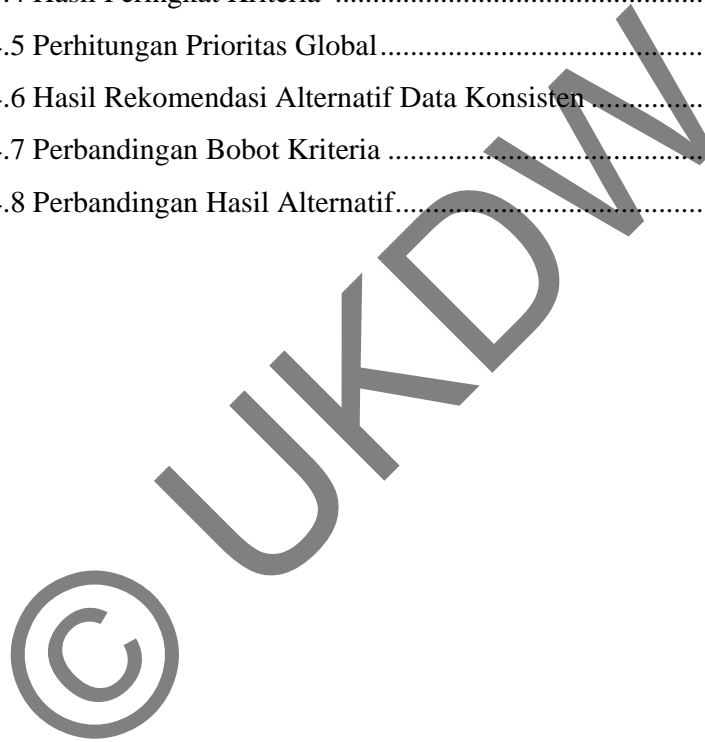 .4 Hasil Peringkat Kriteria ..................................................
.5 Perhitungan Prioritas Global............................................
.6 Hasil Rekomendasi Alternatif Data Konsisten ...............
.7 Perbandingan Bobot Kriteria ...........................................
.8 Perbandingan Hasil Alternatif..........................................
© UKDW